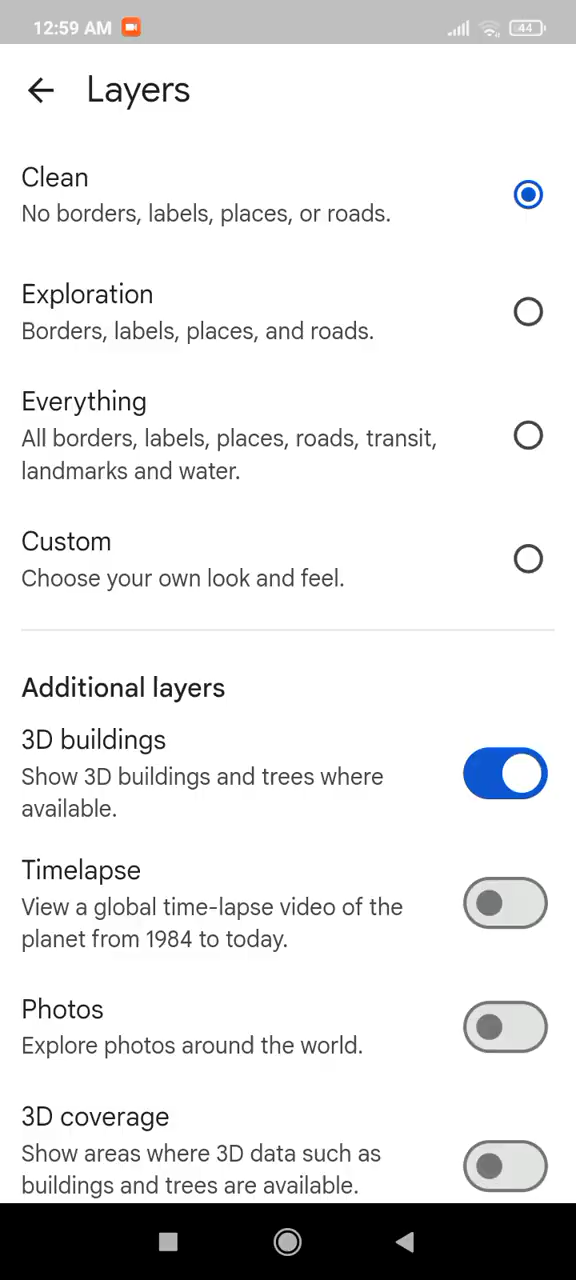 12:59 AM
44
Layers
Clean
No borders, labels, places, or roads.
Exploration
Borders, labels, places, and roads.
Everything
All borders, labels, places, roads, transit,
landmarks and water.
Custom
Choose your own look and feel.
Additional layers
3D buildings
Show 3D buildings and trees where
available.
Timelapse
View a global time-lapse video of the
planet from 1984 to today.
Photos
Explore photos around the world.
3D coverage
Show areas where 3D data such as
buildings and trees are available.